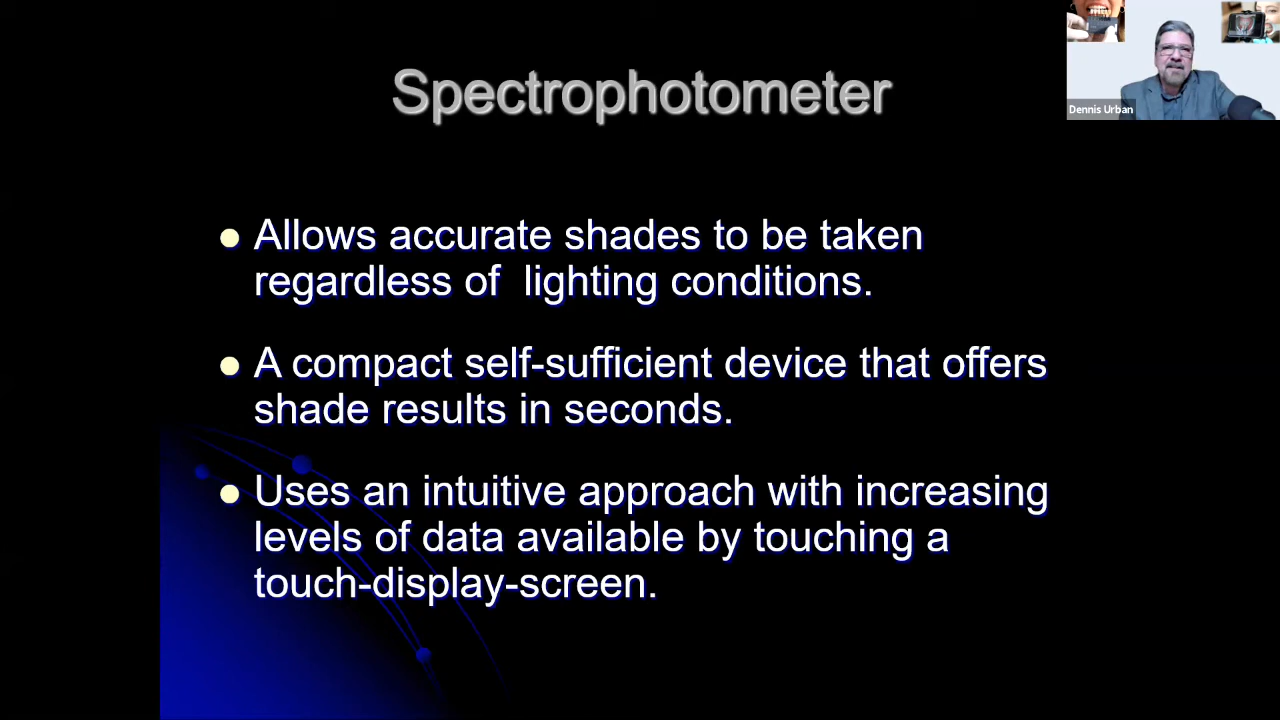 Spectrophotometer
Dennis Urban
Allows accurate shades to be taken
regardless of  lighting conditions.
A compact self-sufficient device that offers
shade results in seconds.
Uses an intuitive approach with increasing
levels of data available by touching a
touch-display-screen.